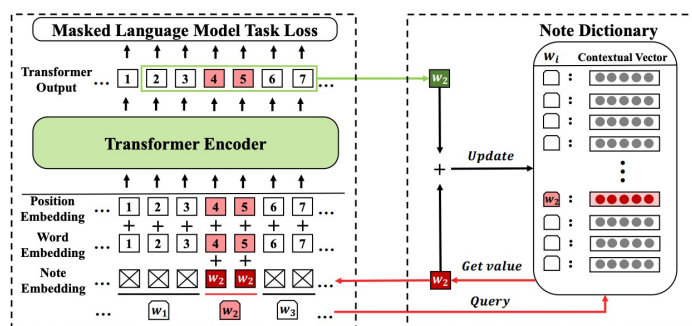 Masked Language Model Task Loss
Transformer Output ... 1 2 3 4 5 6 7 ...
Transformer Encoder
Position Embedding ... 1 2 3 4 5 6 7 ...
+ + + + + + +
Word Embedding ... 1 2 3 4 5 6 7 ...
+ +
Note Embedding ... w2 w2 ...
... w1 w2 w3 ...
w2
+
Update
w2
Get value
Query
Note Dictionary
wi Contextual Vector
:
:
:
:
⋮
w2 :
:
:
: